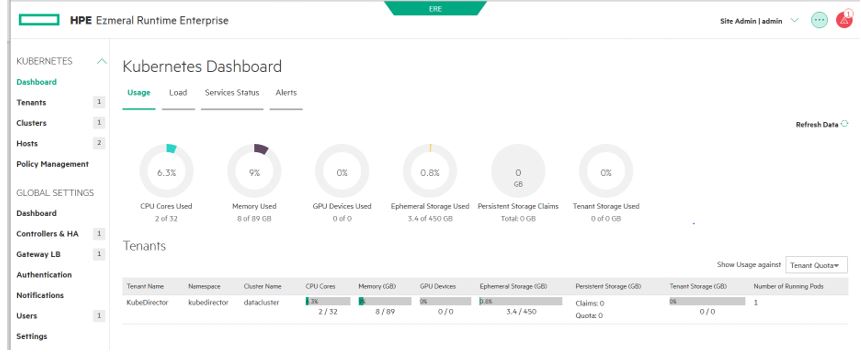 ERE
HPE Ezmeral Runtime Enterprise
Site Admin | admin
1
KUBERNETES
Dashboard
Tenants 1
Clusters 1
Hosts 2
Policy Management
GLOBAL SETTINGS
Dashboard
Controllers & HA 1
Gateway LB 1
Authentication
Notifications
Users 1
Settings
Kubernetes Dashboard
Usage Load Services Status Alerts
Refresh Data
6.3% 9% 0% 0.8% 0 GB 0%
CPU Cores Used Memory Used GPU Devices Used Ephemeral Storage Used Persistent Storage Claims Tenant Storage Used
2 of 32 8 of 89 GB 0 of 0 3.4 of 450 GB Total: 0 GB 0 of 0 GB
Tenants
Show Usage against Tenant Quota
Tenant Name Namespace Cluster Name CPU Cores Memory (GB) GPU Devices Ephemeral Storage (GB) Persistent Storage (GB) Tenant Storage (GB) Number of Running Pods
KubeDirector kubedirector datacluster 6.3% 9% 0% 0.8% Claims: 0 0% 1
2 / 32 8 / 89 0 / 0 3.4 / 450 Quota: 0 0 / 0